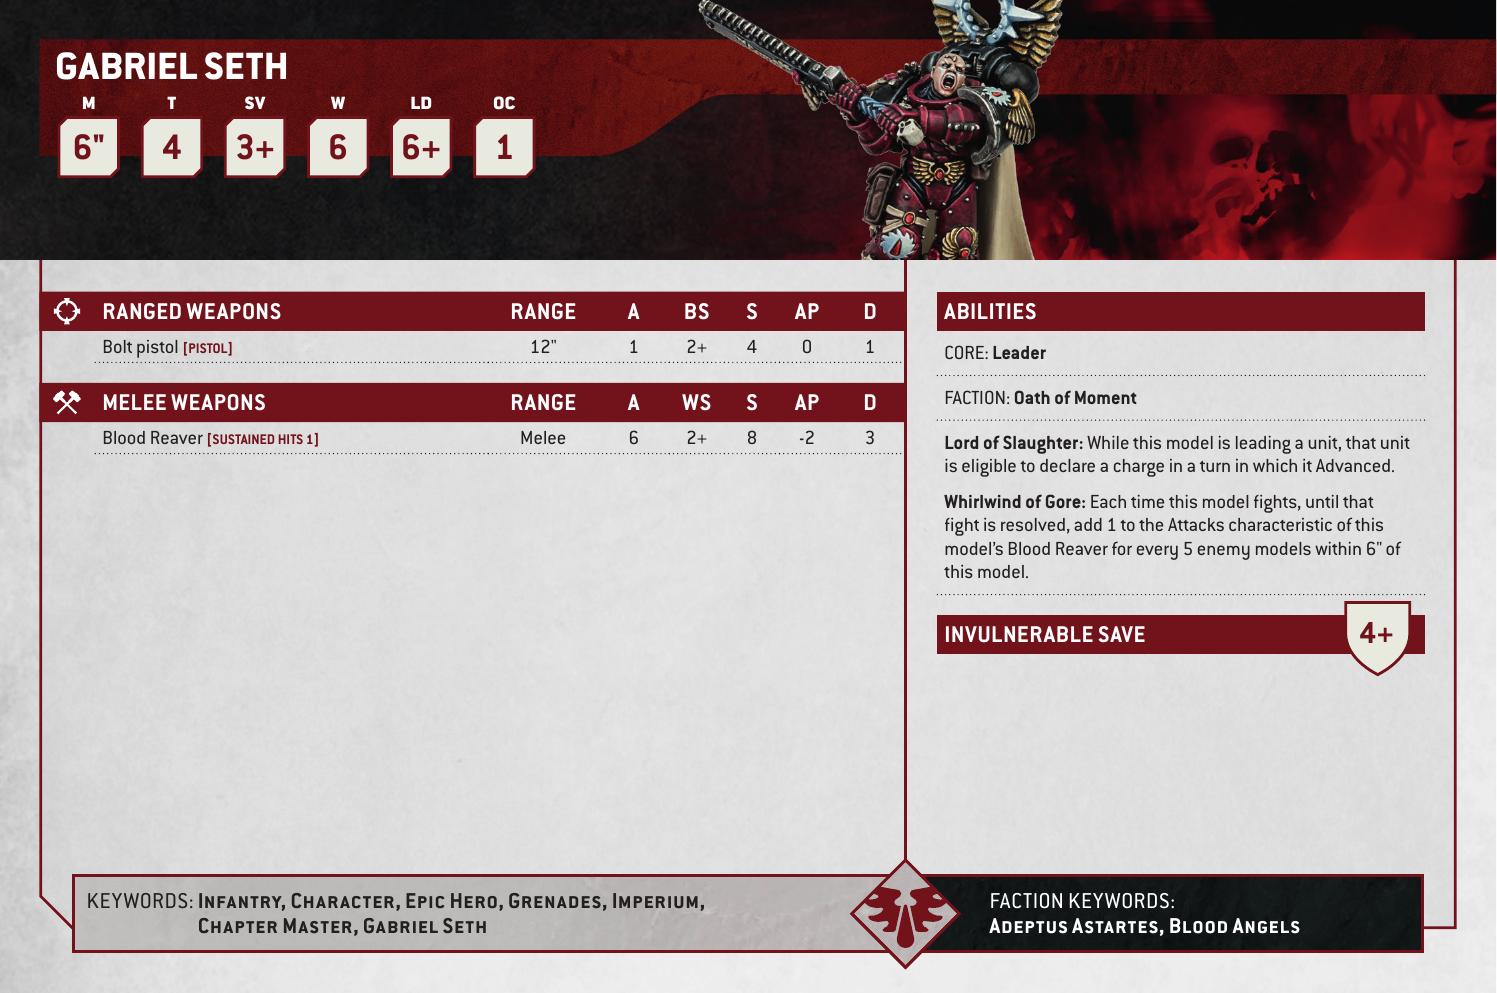 GABRIEL SETH
M T SV W LD OC
6" 4 3+ 6 6+ 1
RANGED WEAPONS RANGE A BS S AP D
Bolt pistol [PISTOL] 12" 1 2+ 4 0 1
MELEE WEAPONS RANGE A WS S AP D
Blood Reaver [SUSTAINED HITS 1] Melee 6 2+ 8 -2 3
ABILITIES
CORE: Leader
FACTION: Oath of Moment
Lord of Slaughter: While this model is leading a unit, that unit
is eligible to declare a charge in a turn in which it Advanced.
Whirlwind of Gore: Each time this model fights, until that
fight is resolved, add 1 to the Attacks characteristic of this
model's Blood Reaver for every 5 enemy models within 6" of
this model.
INVULNERABLE SAVE 4+
KEYWORDS: Infantry, Character, Epic Hero, Grenades, Imperium,
Chapter Master, Gabriel Seth
FACTION KEYWORDS:
Adeptus Astartes, Blood Angels